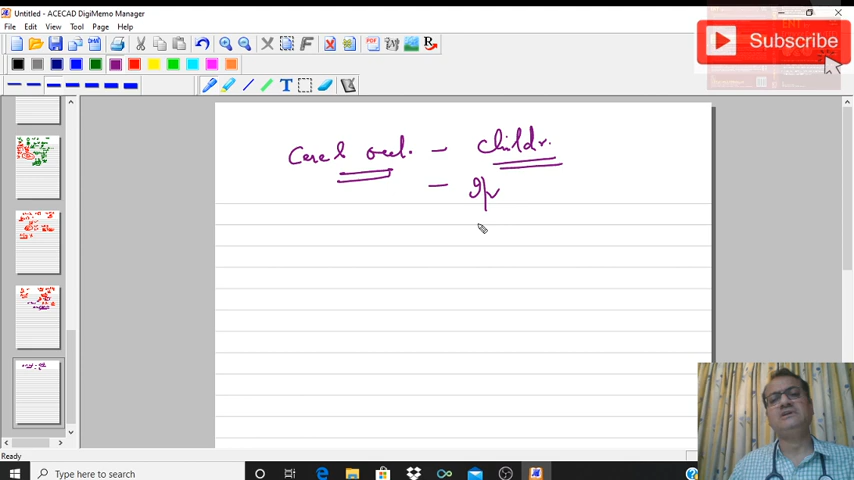 Untitled - ACECAD DigiMemo Manager
File Edit View Tool Page Help
Subscribe
Cereb oed. - Childr.
-
Ready
Type here to search